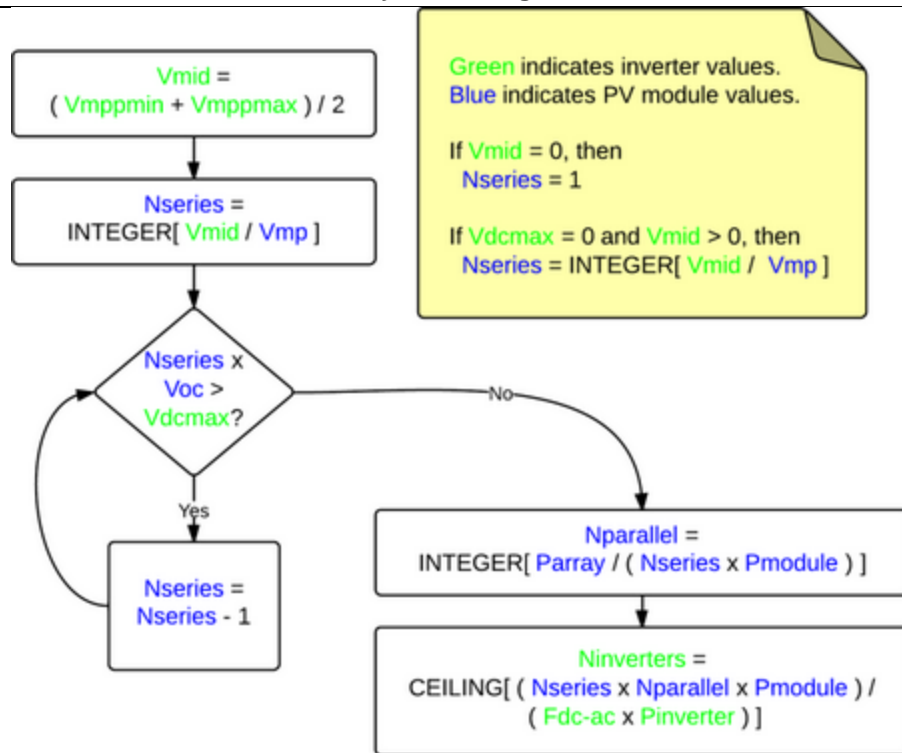 Vmid =
( Vmppmin + Vmppmax ) / 2
Nseries =
INTEGER[ Vmid / Vmp ]
Nseries x
Voc >
Vdcmax?
Yes
Nseries =
Nseries - 1
No
Green indicates inverter values.
Blue indicates PV module values.
If Vmid = 0, then
Nseries = 1
If Vdcmax = 0 and Vmid > 0, then
Nseries = INTEGER[ Vmid / Vmp ]
Nparallel =
INTEGER[ Parray / ( Nseries x Pmodule ) ]
Ninverters =
CEILING[ ( Nseries x Nparallel x Pmodule ) /
( Fdc-ac x Pinverter ) ]